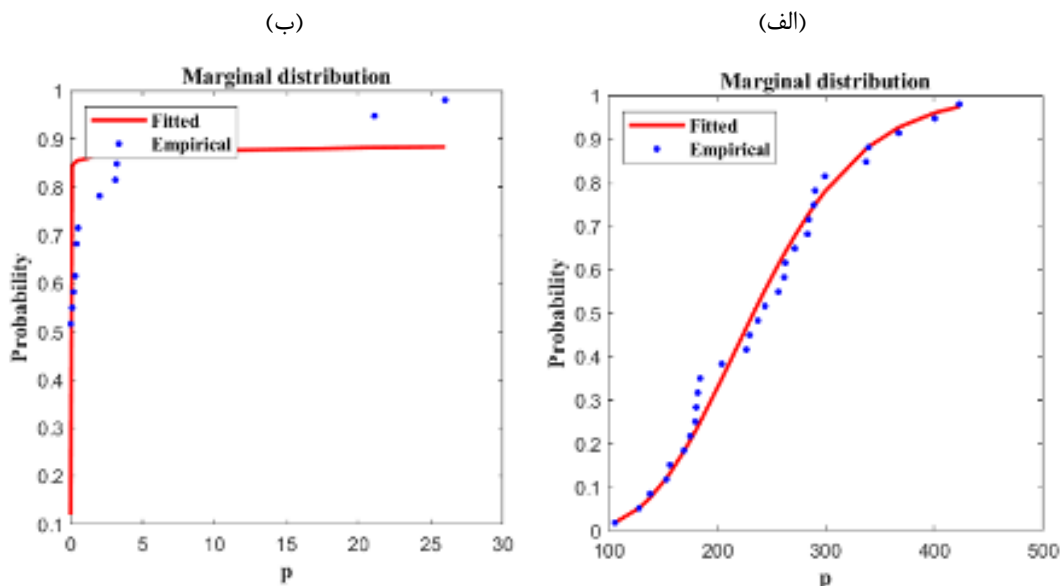 (ب)
Marginal distribution
Fitted
Empirical
Probability
1
0.9
0.8
0.7
0.6
0.5
0.4
0.3
0.2
0.1
0 5 10 15 20 25 30
p
(الف)
Marginal distribution
Fitted
Empirical
Probability
1
0.9
0.8
0.7
0.6
0.5
0.4
0.3
0.2
0.1
0
100 200 300 400 500
p